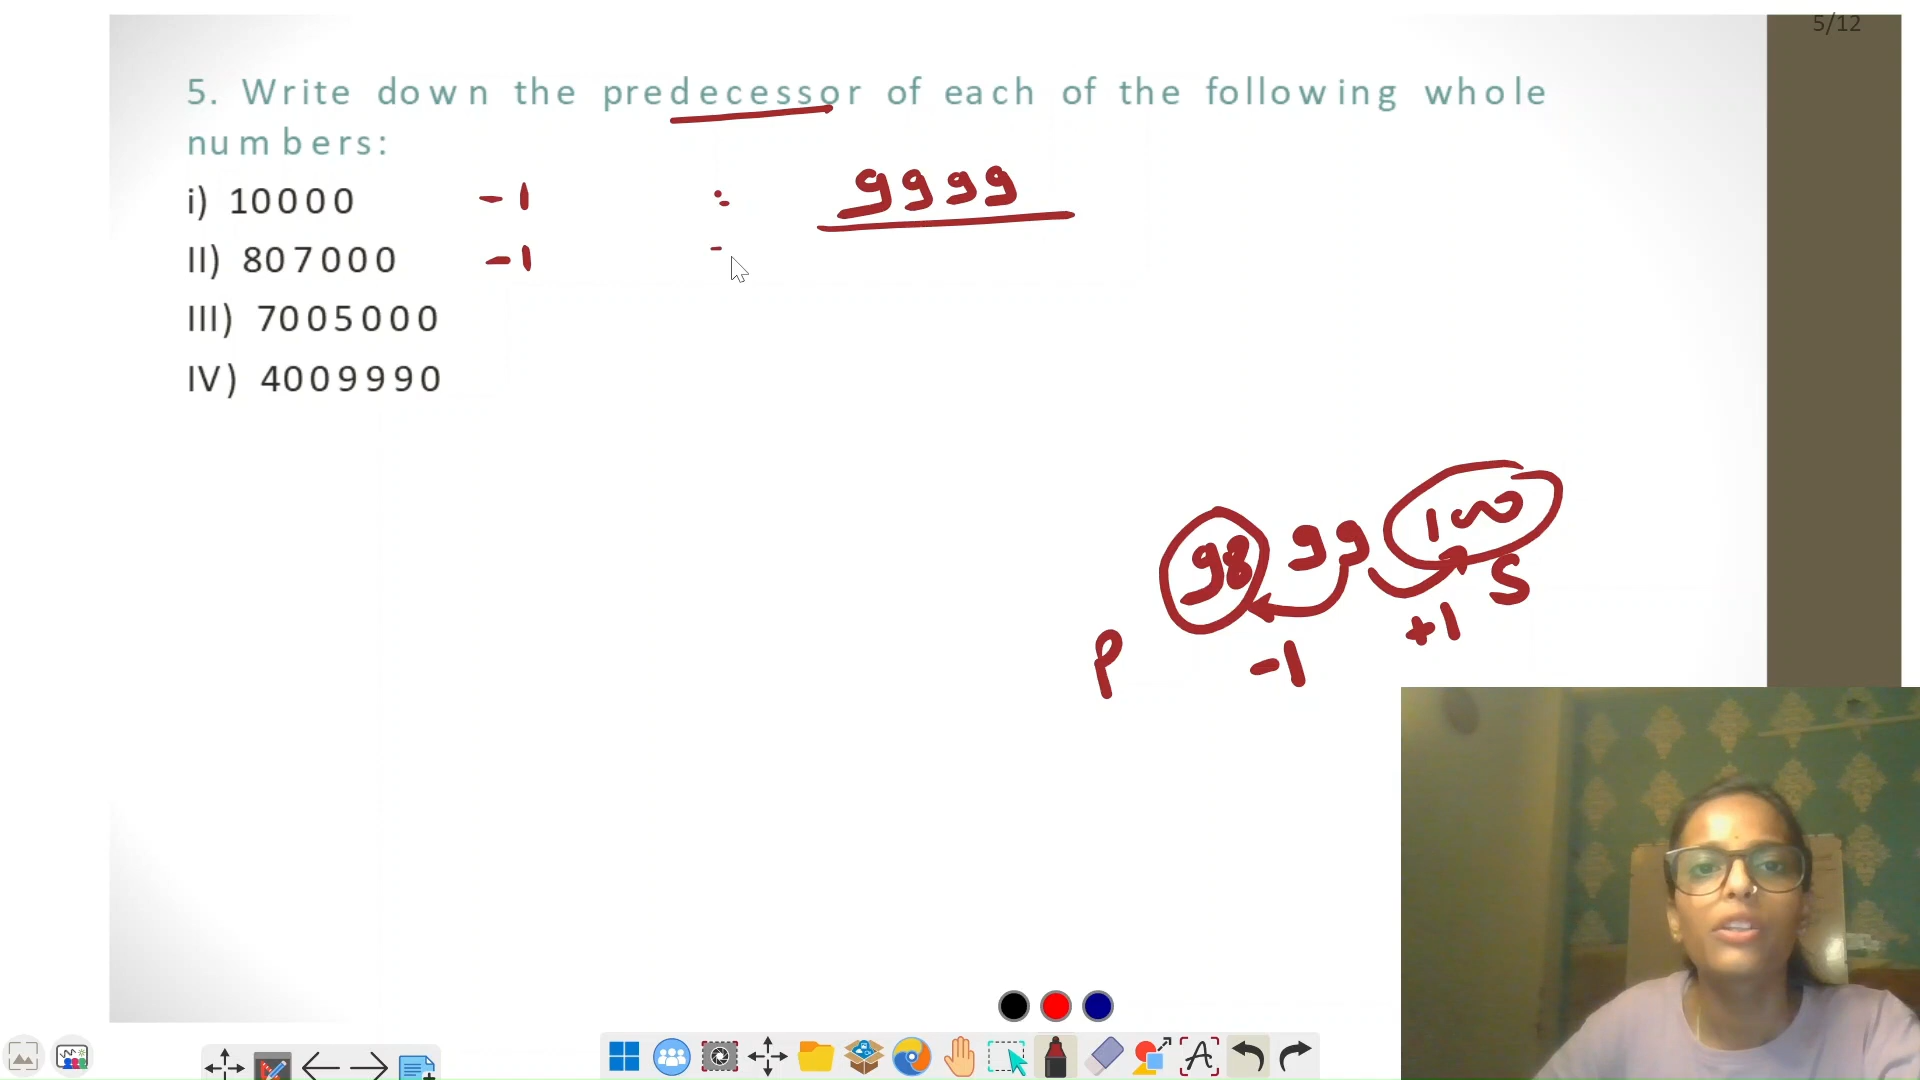 5/12
5. Write down the predecessor of each of the following whole
numbers:
i) 10000 -1 : 9999
II) 807000 -1 -
III) 7005000
IV) 4009990
98 99 100
P -1 +1 S